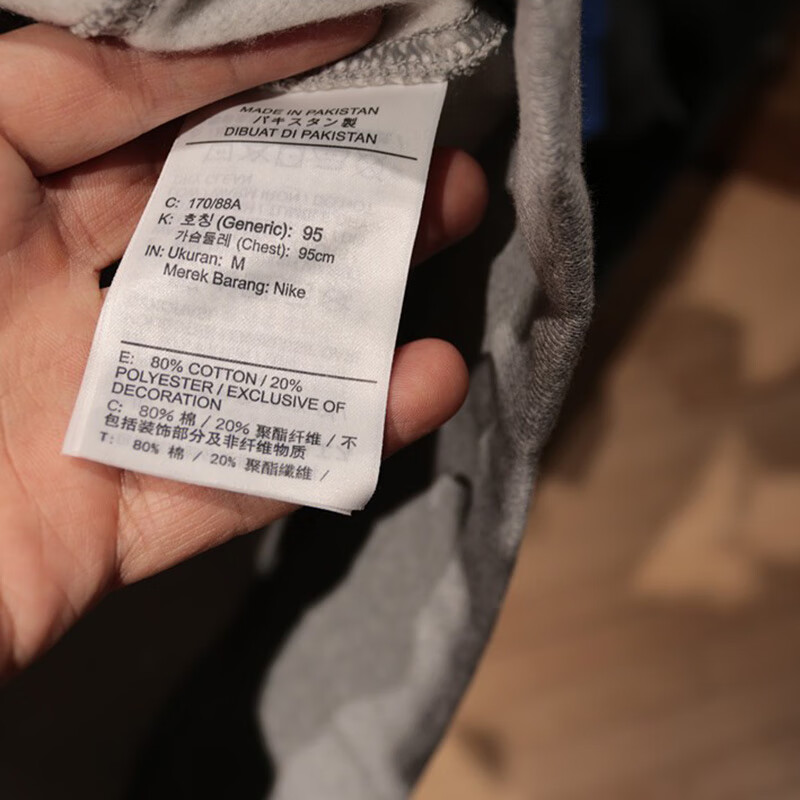 MADE IN PAKISTAN
パキスタン製
DIBUAT DI PAKISTAN
C: 170/88A
K: 호칭 (Generic): 95
가슴둘레 (Chest): 95cm
IN: Ukuran: M
Merek Barang: Nike
E: 80% COTTON / 20%
POLYESTER / EXCLUSIVE OF
DECORATION
C: 80% 棉 / 20% 聚酯纤维 / 不
包括装饰部分及非纤维物质
T: 80% 棉 / 20% 聚酯纖維 /